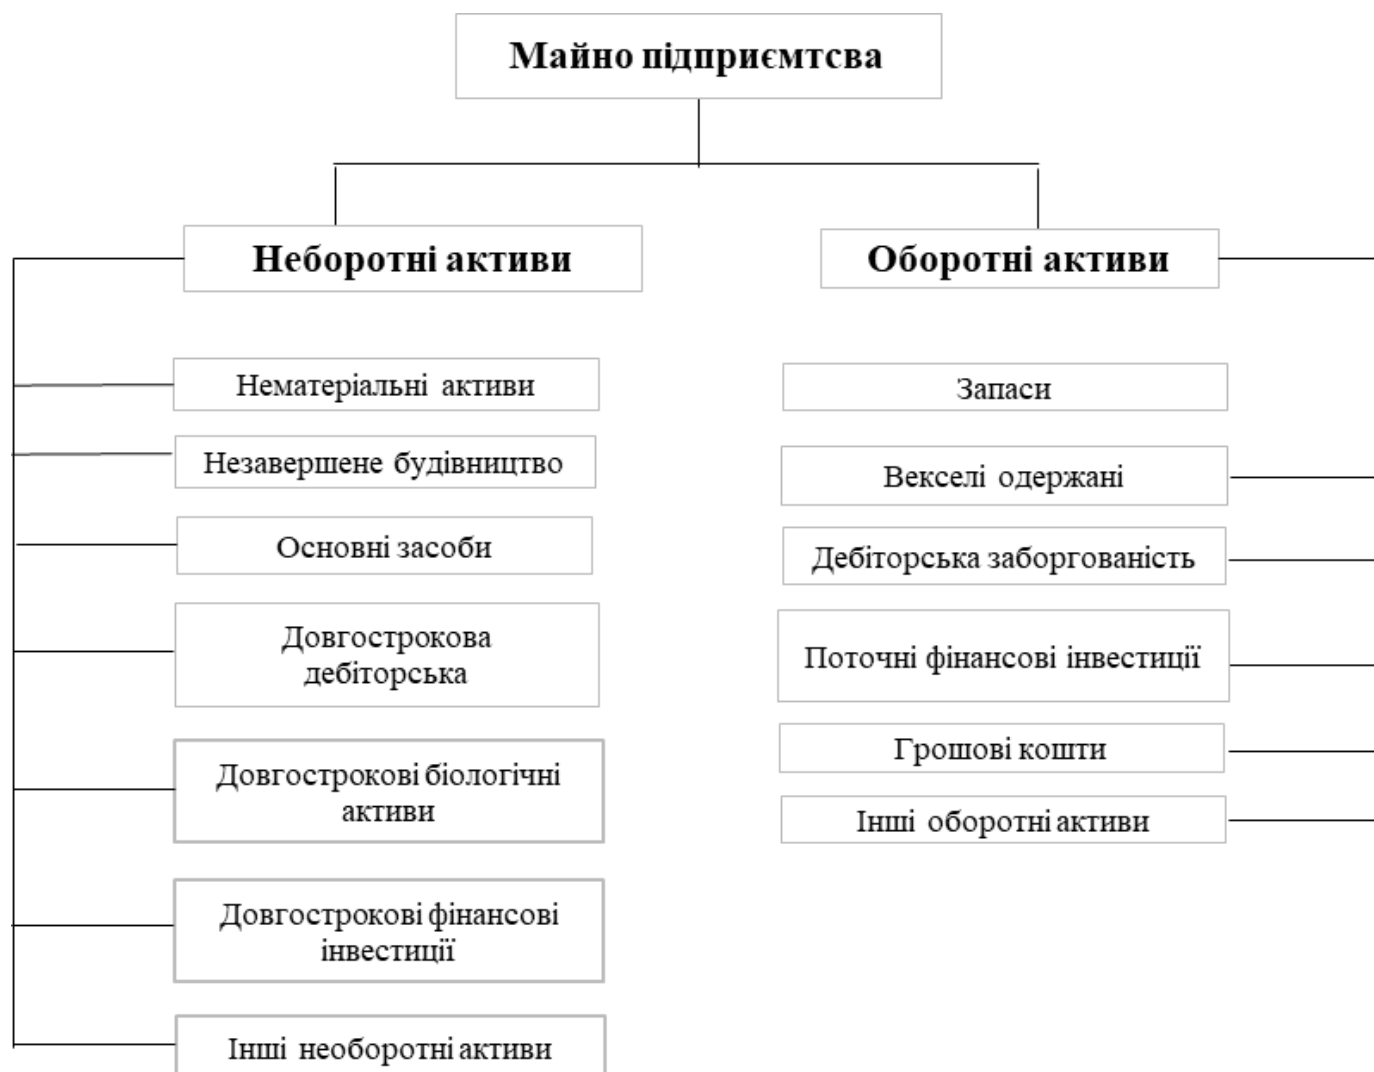 Майно підприємтсва
Неборотні активи
Оборотні активи
Нематеріальні активи
Незавершене будівництво
Основні засоби
Довгострокова
дебіторська
Довгострокові біологічні
активи
Довгострокові фінансові
інвестиції
Інші необоротні активи
Запаси
Векселі одержані
Дебіторська заборгованість
Поточні фінансові інвестиції
Грошові кошти
Інші оборотні активи